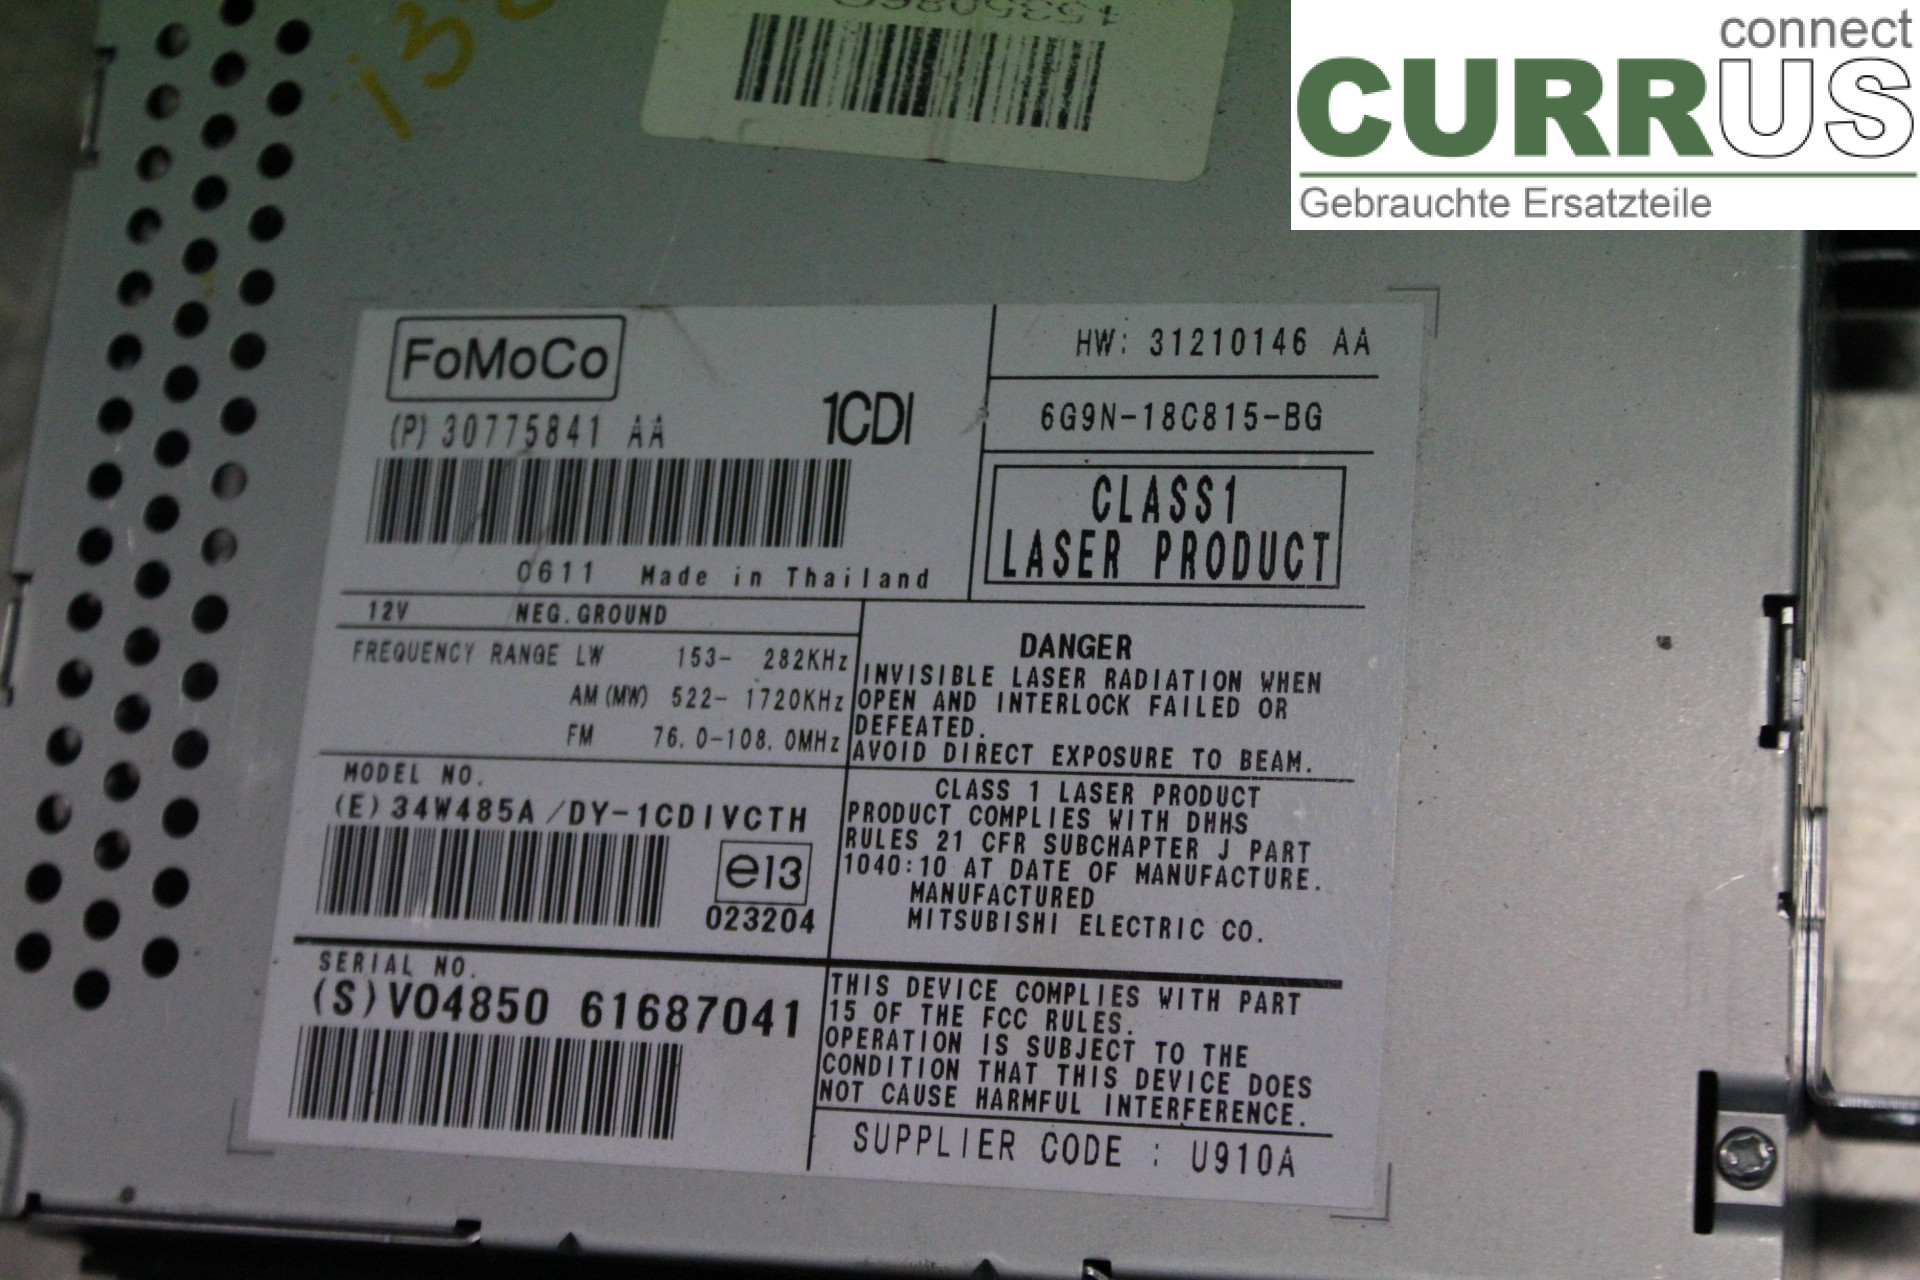 connect
CURRUS
Gebrauchte Ersatzteile
FoMoCo
(P) 30775841 AA
1CDI
0611 Made in Thailand
HW: 31210146 AA
6G9N-18C815-BG
CLASS1
LASER PRODUCT
12V NEG.GROUND
FREQUENCY RANGE LW 153- 282KHz
AM(MW) 522- 1720KHz
FM 76.0-108.0MHz
DANGER
INVISIBLE LASER RADIATION WHEN
OPEN AND INTERLOCK FAILED OR
DEFEATED.
AVOID DIRECT EXPOSURE TO BEAM.
MODEL NO.
(E) 34W485A/DY-1CDIVCTH
e13
023204
CLASS 1 LASER PRODUCT
PRODUCT COMPLIES WITH DHHS
RULES 21 CFR SUBCHAPTER J PART
1040:10 AT DATE OF MANUFACTURE.
MANUFACTURED
MITSUBISHI ELECTRIC CO.
SERIAL NO.
(S) VO4850 61687041
THIS DEVICE COMPLIES WITH PART
15 OF THE FCC RULES.
OPERATION IS SUBJECT TO THE
CONDITION THAT THIS DEVICE DOES
NOT CAUSE HARMFUL INTERFERENCE.
SUPPLIER CODE : U910A